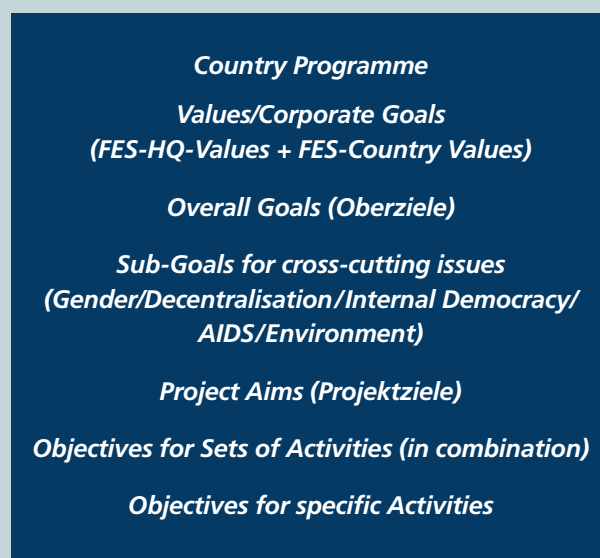 Country Programme
Values/Corporate Goals
(FES-HQ-Values + FES-Country Values)
Overall Goals (Oberziele)
Sub-Goals for cross-cutting issues
(Gender/Decentralisation/Internal Democracy/
AIDS/Environment)
Project Aims (Projektziele)
Objectives for Sets of Activities (in combination)
Objectives for specific Activities